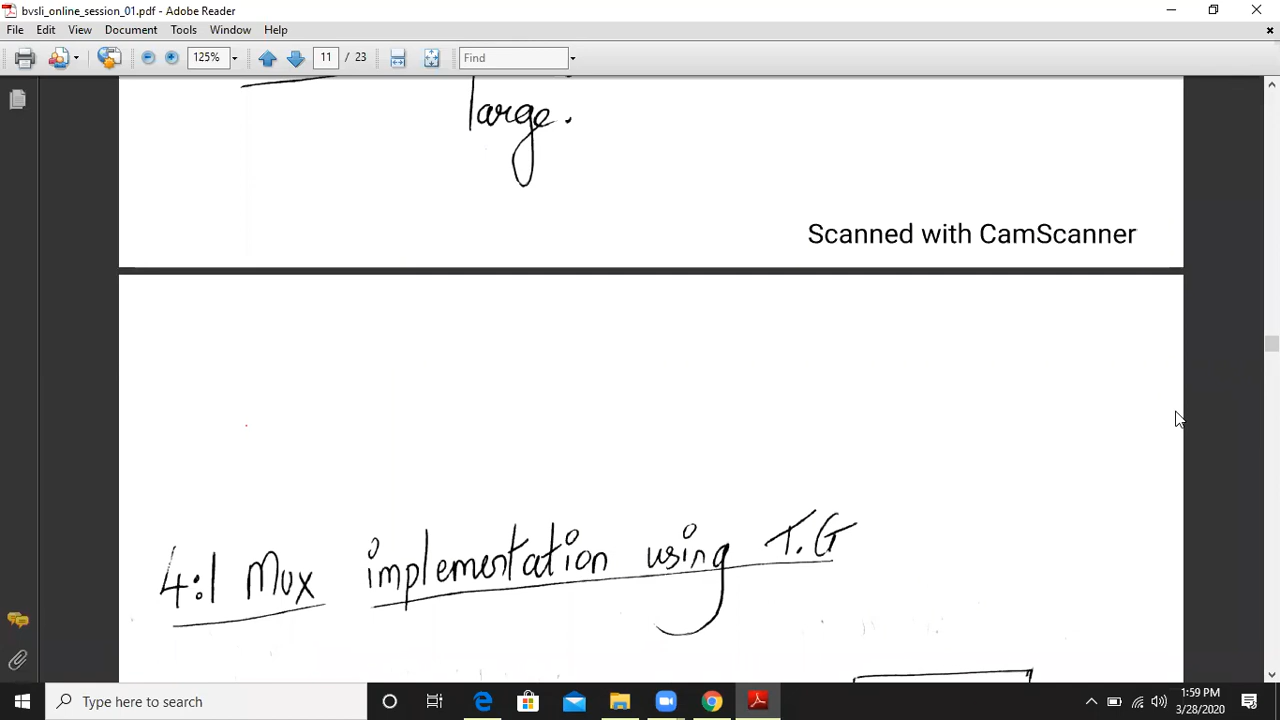 bvsli_online_session_01.pdf - Adobe Reader
File Edit View Document Tools Window Help
11 / 23 125% Find
large.
Scanned with CamScanner
4:1 Mux implementation using T.G
Type here to search
1:59 PM
3/28/2020